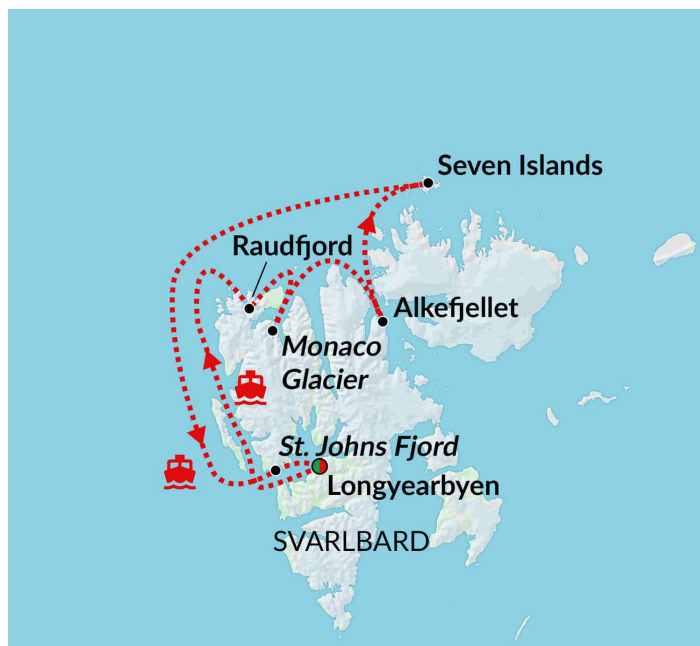 Seven Islands
Raudfjord
Alkefjellet
Monaco
Glacier
St. Johns Fjord
Longyearbyen
SVARLBARD